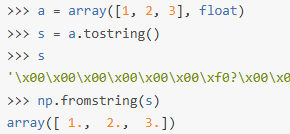 >>> a = array([1, 2, 3], float)
>>> s = a.tostring()
>>> s
'\x00\x00\x00\x00\x00\x00\xf0?\x00\x0
>>> np.fromstring(s)
array([ 1., 2., 3.])